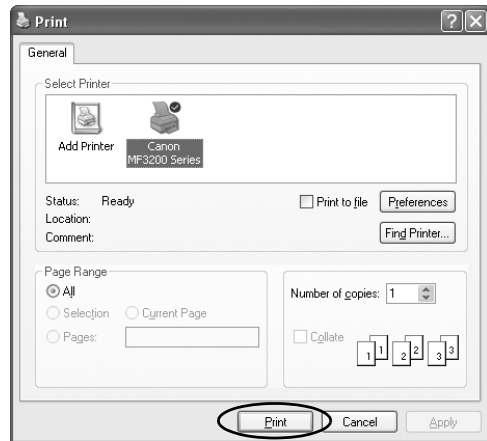 Print
General
Select Printer
Add Printer
Canon
MF3200 Series
Status: Ready
Location:
Comment:
Print to file
Preferences
Find Printer...
Page Range
All
Selection
Current Page
Pages:
Number of copies: 1
Collate
1 1 2 2 3 3
Print
Cancel
Apply